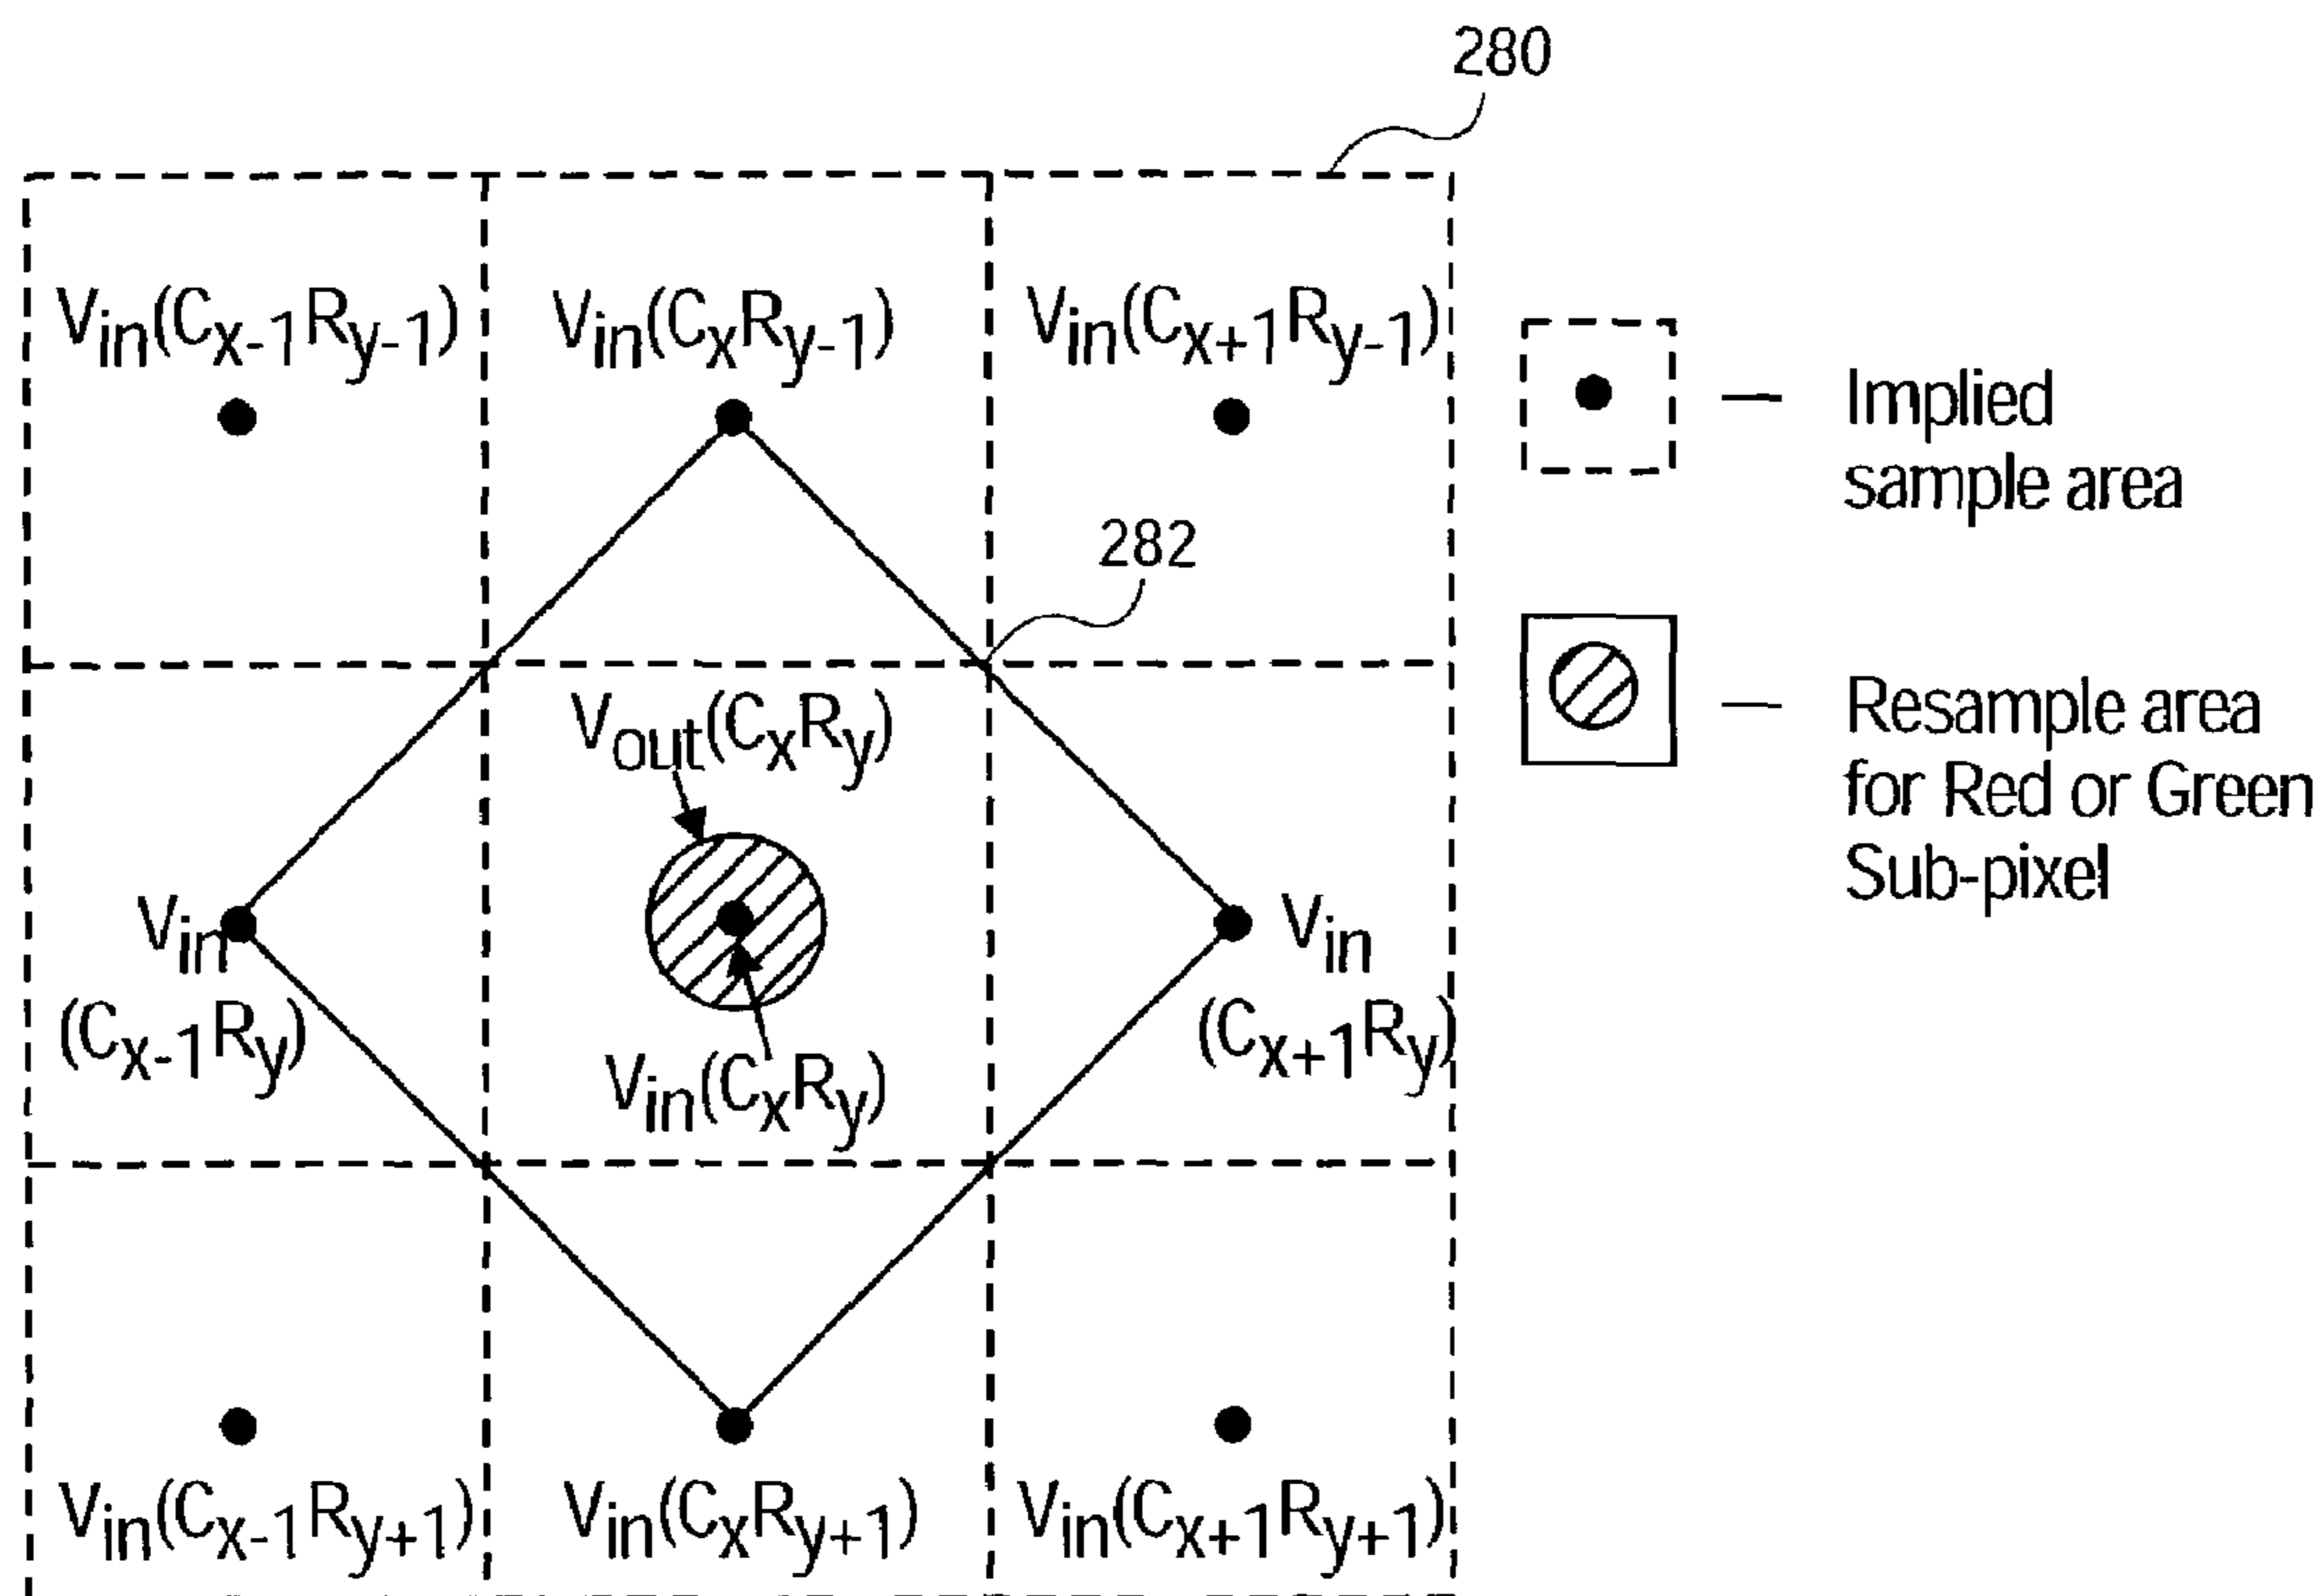 280
Vin(Cx-1Ry-1) Vin(CxRy-1) Vin(Cx+1Ry-1)
Implied
sample area
282
Vout(CxRy)
Resample area
for Red or Green
Sub-pixel
Vin
(Cx-1Ry)
Vin
(Cx+1Ry)
Vin(CxRy)
Vin(Cx-1Ry+1) Vin(CxRy+1) Vin(Cx+1Ry+1)